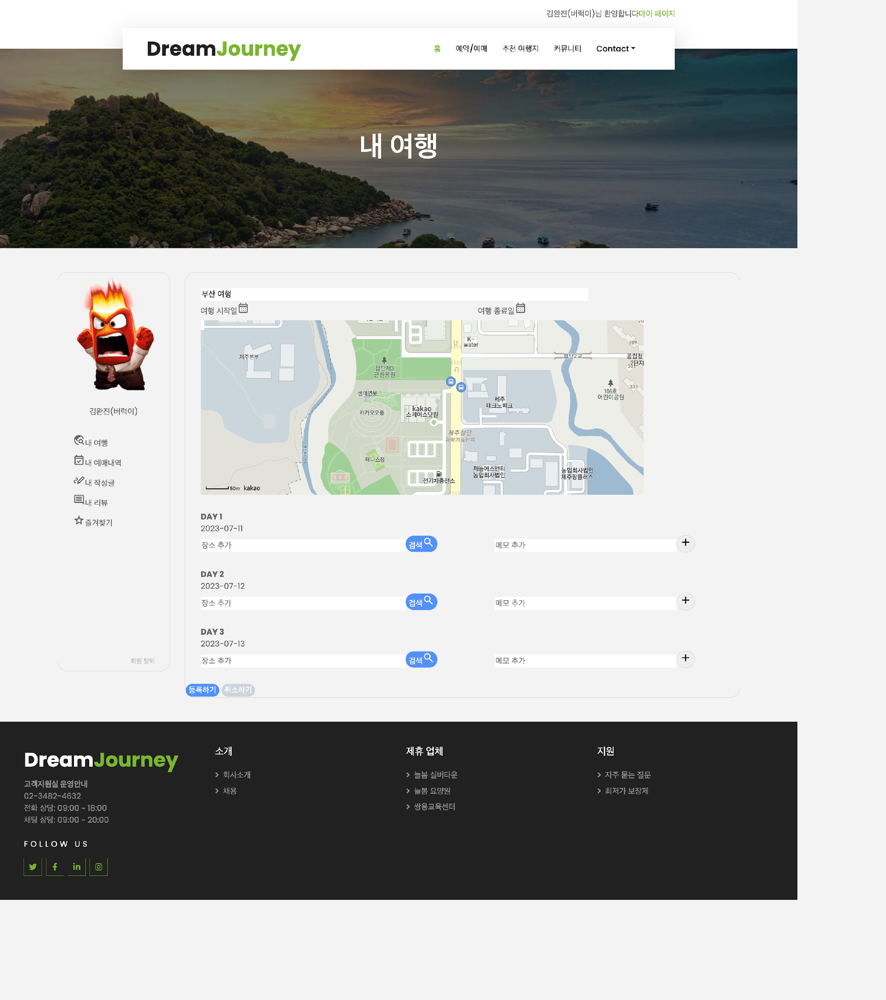 김완진(버럭이)님 환영합니다마이 페이지
DreamJourney
홈 예약/예매 추천 여행지 커뮤니티 Contact
내 여행
김완진(버럭이)
내 여행
내 예매내역
내 작성글
내 리뷰
즐겨찾기
회원 탈퇴
부산 여행
여행 시작일 여행 종료일
K-
water
209
제주본부
첨단2교
공립첨
2단지
첨단제3
근린공원
303
106호
어린이공원
생태연못
제주
테크노파크
kakao
스페이스닷원
카카오오름
제주첨단
과학기술단지
테니스장
제농에스앤티
농업회사법인
농업회사법인
제주팜플러스
전기차충전소
50m kakao
DAY 1
2023-07-11
장소 추가 검색 메모 추가 +
DAY 2
2023-07-12
장소 추가 검색 메모 추가 +
DAY 3
2023-07-13
장소 추가 검색 메모 추가 +
등록하기 취소하기
DreamJourney
고객지원실 운영안내
02-3482-4632
전화 상담: 09:00 ~ 18:00
채팅 상담: 09:00 ~ 20:00
FOLLOW US
소개
회사소개
채용
제휴 업체
늘봄 실버타운
늘봄 요양원
쌍용교육센터
지원
자주 묻는 질문
최저가 보장제